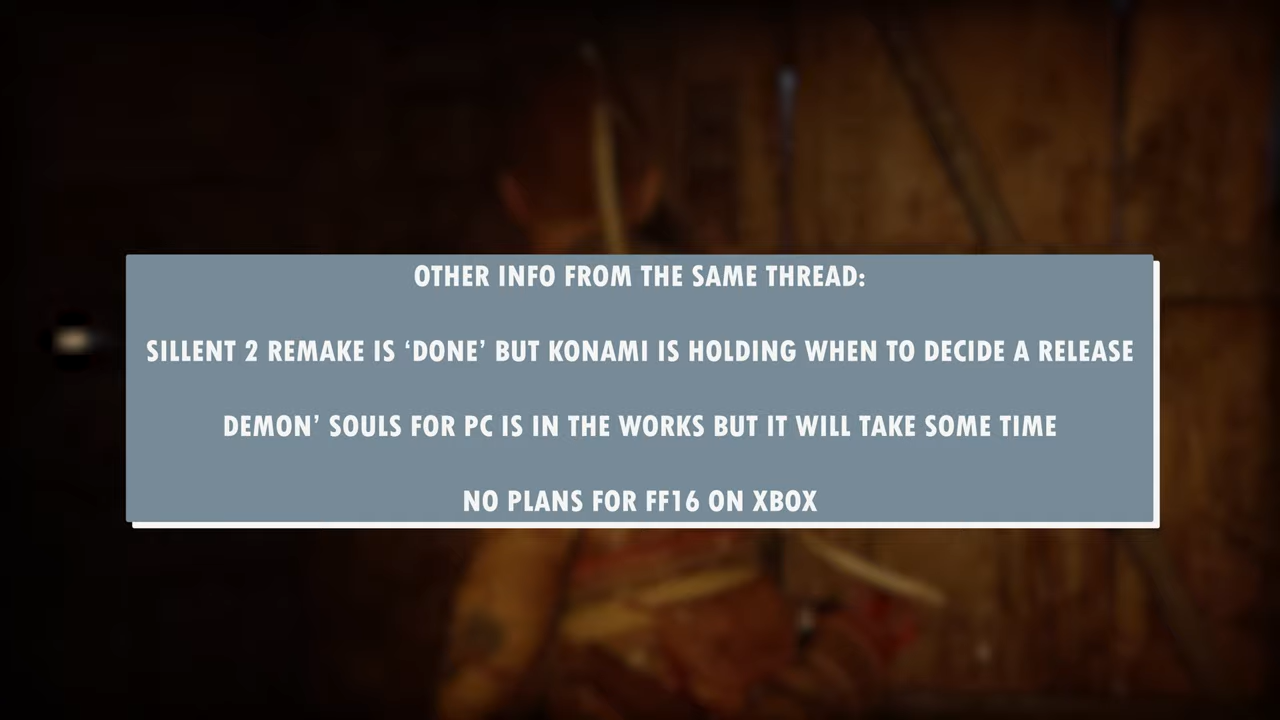 OTHER INFO FROM THE SAME THREAD:
SILLENT 2 REMAKE IS ‘DONE’ BUT KONAMI IS HOLDING WHEN TO DECIDE A RELEASE
DEMON’ SOULS FOR PC IS IN THE WORKS BUT IT WILL TAKE SOME TIME
NO PLANS FOR FF16 ON XBOX